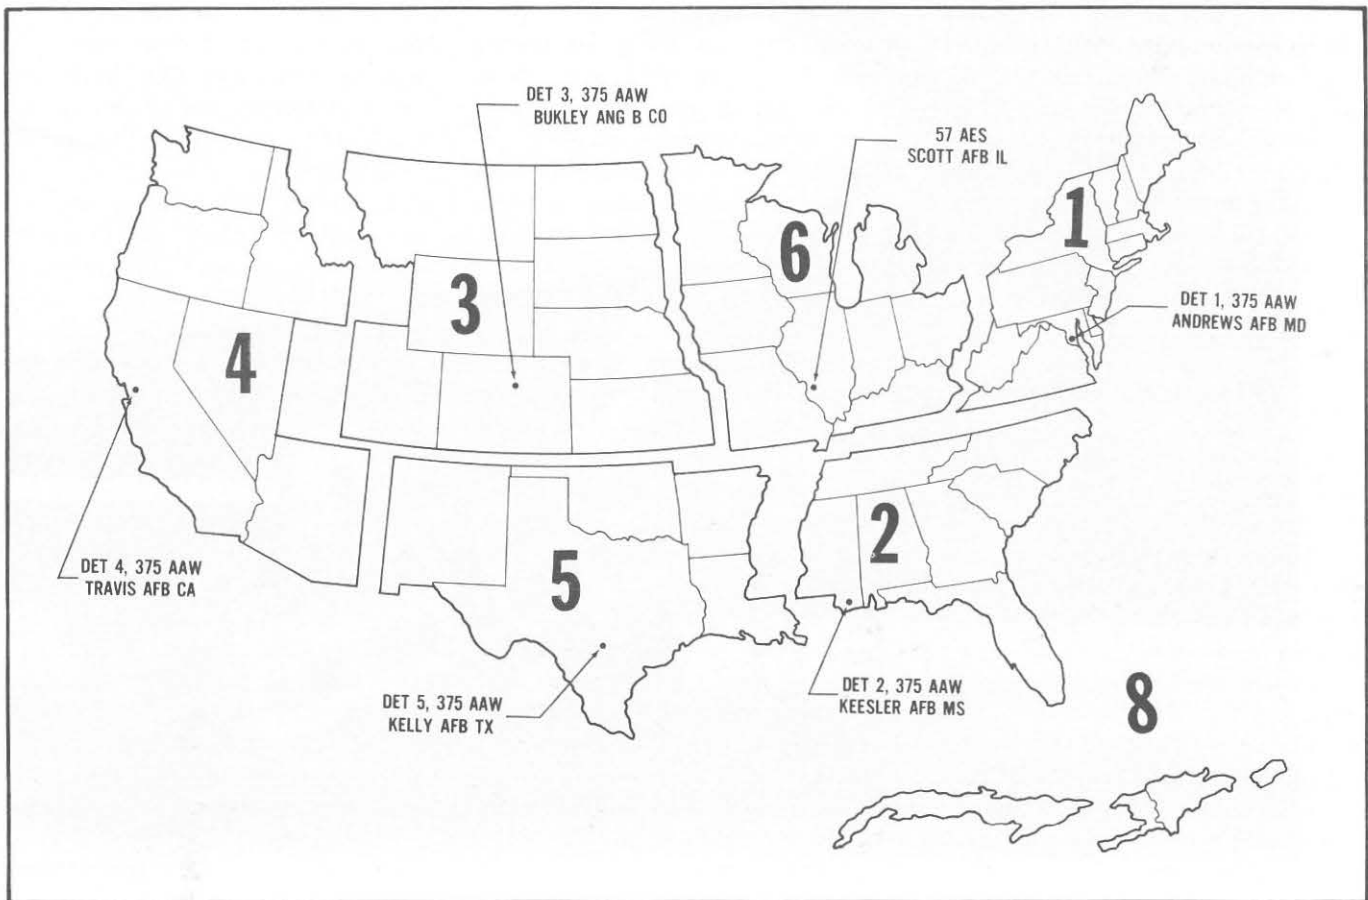 DET 3, 375 AAW
BUKLEY ANG B CO
57 AES
SCOTT AFB IL
1
6
3
DET 1, 375 AAW
ANDREWS AFB MD
4
2
5
DET 4, 375 AAW
TRAVIS AFB CA
DET 5, 375 AAW
KELLY AFB TX
DET 2, 375 AAW
KEESLER AFB MS
8